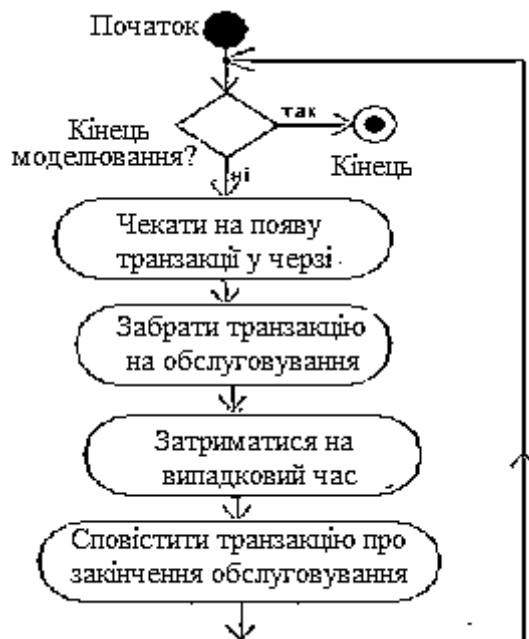 Початок
так
Кінець
моделювання?
Кінець
ні
Чекати на появу
транзакції у черзі
Забрати транзакцію
на обслуговування
Затриматися на
випадковий час
Сповістити транзакцію про
закінчення обслуговування